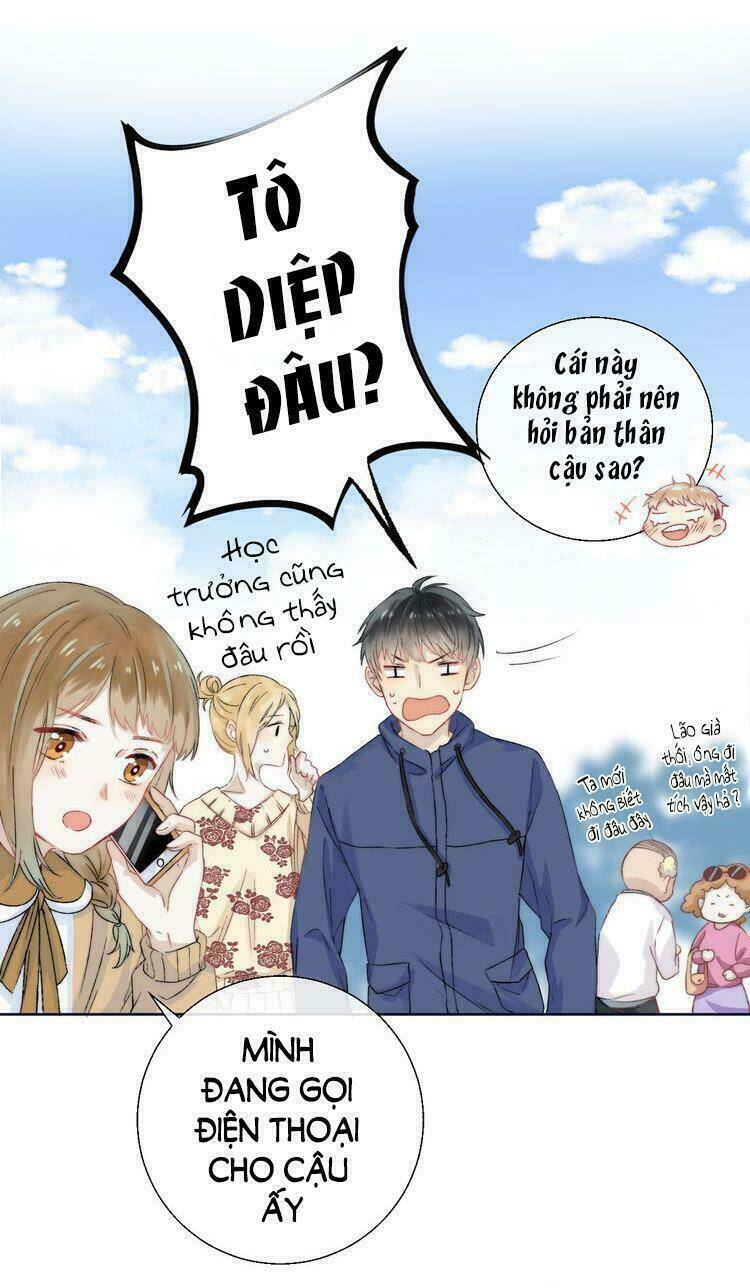 TÔ
DIỆP
ĐÂU?
Cái này
không phải nên
hỏi bản thân
cậu sao?
Học
trưởng cũng
không thấy
đâu rồi
Lão già
thối, ông đi
đâu mà mất
tích vậy hả?
Ta mới
không biết
đi đâu đây
MÌNH
ĐANG GỌI
ĐIỆN THOẠI
CHO CẬU
ẤY